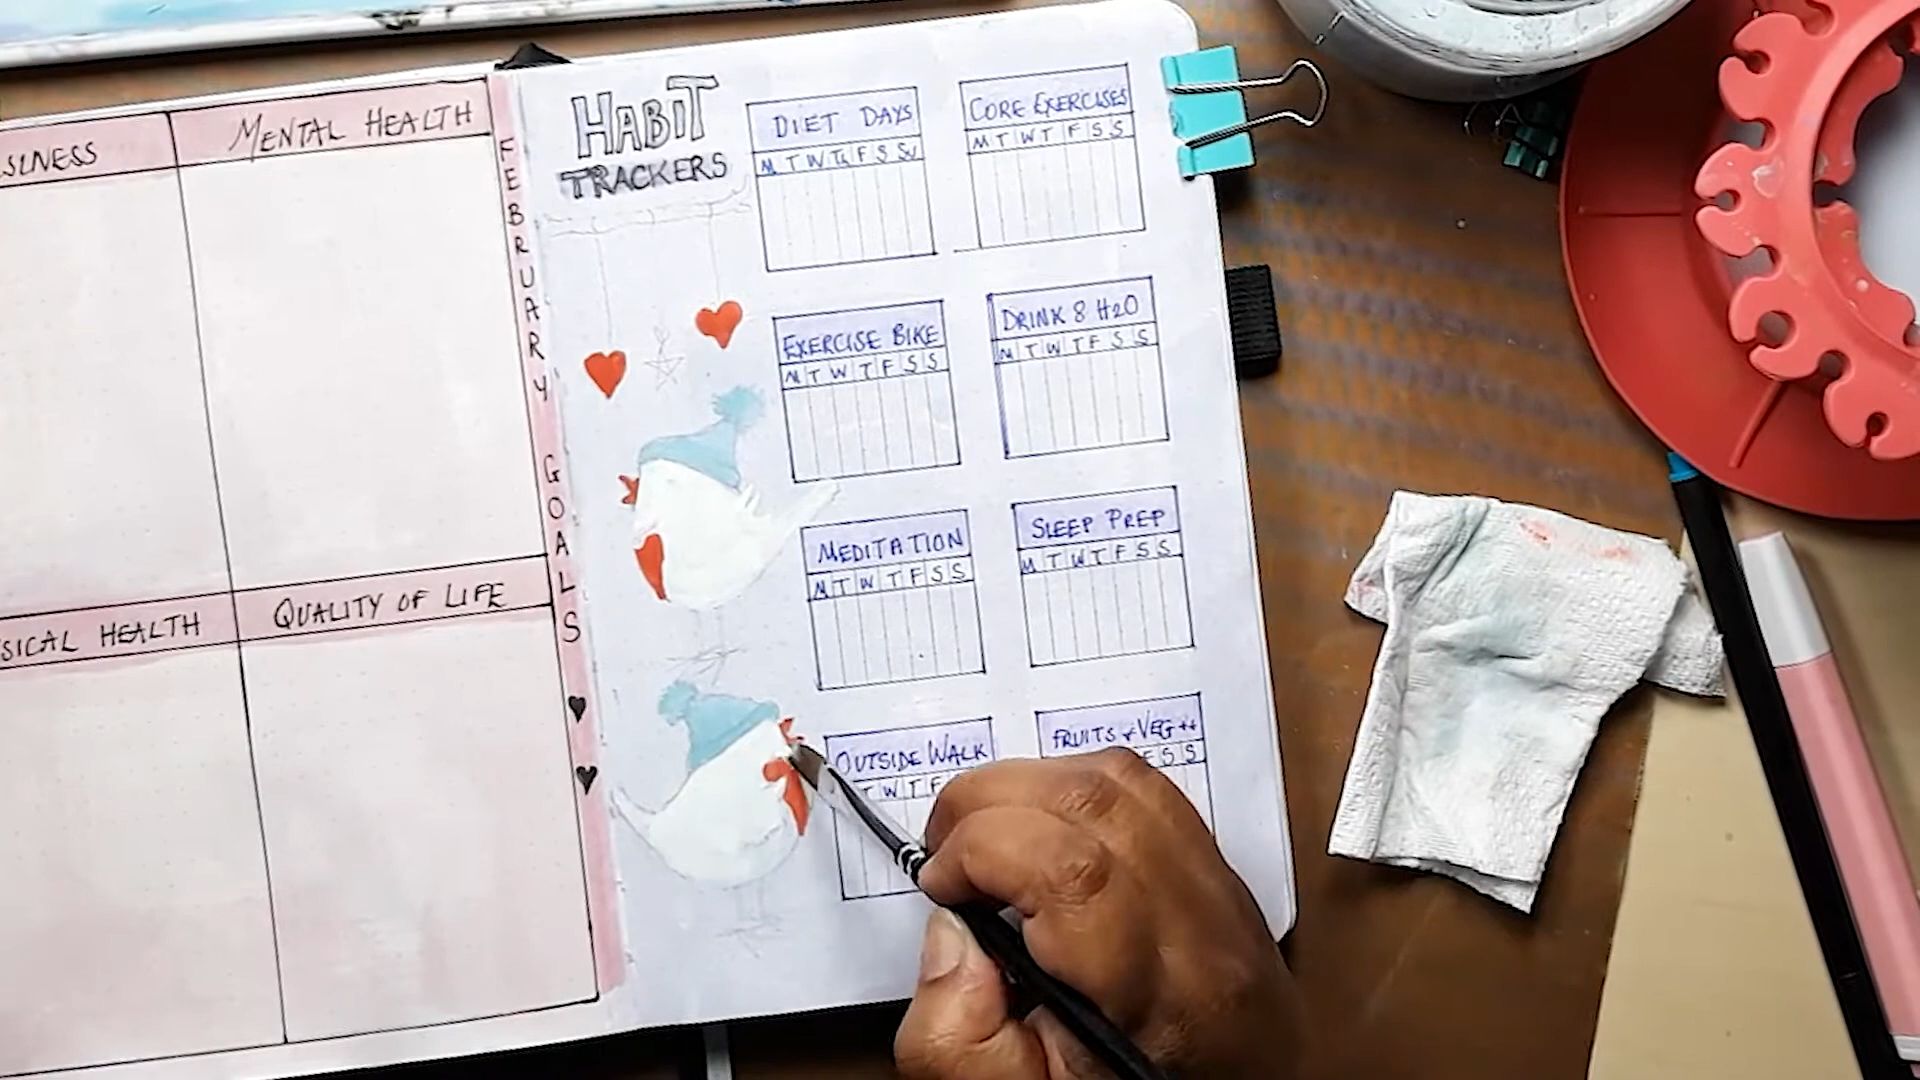 MENTAL HEALTH
SICAL HEALTH
QUALITY OF LIFE
FEBRUARY GOALS
HABIT
TRACKERS
DIET DAYS
M T W Th F S Su
CORE EXERCISES
M T W T F S S
EXERCISE BIKE
M T W T F S S
DRINK 8 H2O
M T W T F S S
MEDITATION
M T W T F S S
SLEEP PREP
M T W T F S S
OUTSIDE WALK
T W T F
FRUITS + VEG ++
F S S